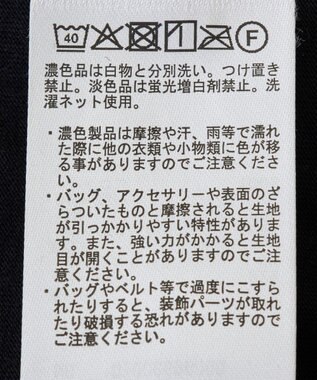 40 F
濃色品は白物と分別洗い。つけ置き
禁止。淡色品は蛍光増白剤禁止。洗
濯ネット使用。
・濃色製品は摩擦や汗、雨等で濡れ
た際に他の衣類や小物類に色が移
る事がありますのでご注意くださ
い。
・バッグ、アクセサリーや表面のざ
らついたものと摩擦されると生地
が引っかかりやすい特性がありま
す。また、強い力がかかると生地
目が開くことがありますのでご注
意ください。
・バッグやベルト等で過度にこすら
れたりすると、装飾パーツが取れ
たり破損する恐れがありますので
ご注意ください。